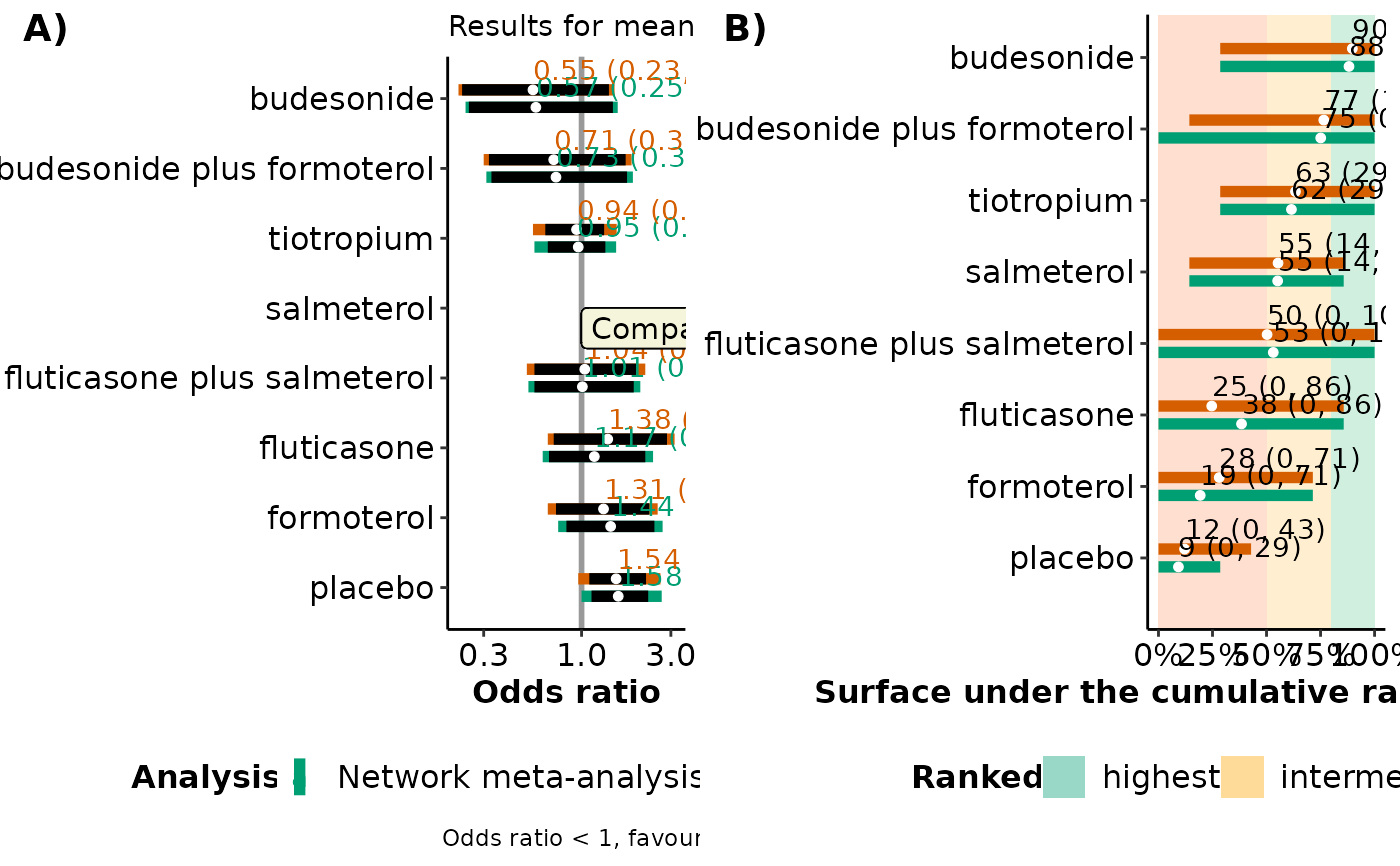 A)
Results for mean
budesonide
0.55 (0.23,
0.57 (0.25
budesonide plus formoterol
0.71 (0.3
0.73 (0.3
tiotropium
0.94 (0.
0.95 (0.
salmeterol
Compa
fluticasone plus salmeterol
1.04 (0
1.01 (0
fluticasone
1.38 (
1.17 (0
formoterol
1.31 (
1.44
placebo
1.54
1.58
0.3 1.0 3.0
Odds ratio
Analysis
Network meta-analysis
Odds ratio < 1, favour
B)
budesonide
90
88
budesonide plus formoterol
77 (
75 (
tiotropium
63 (29
62 (29
salmeterol
55 (14,
55 (14,
fluticasone plus salmeterol
50 (0, 10
53 (0, 1
fluticasone
25 (0, 86)
38 (0, 86)
formoterol
28 (0, 71)
19 (0, 71)
placebo
12 (0, 43)
9 (0, 29)
0% 25% 50% 75% 100%
Surface under the cumulative ra
Ranked
highest
interme